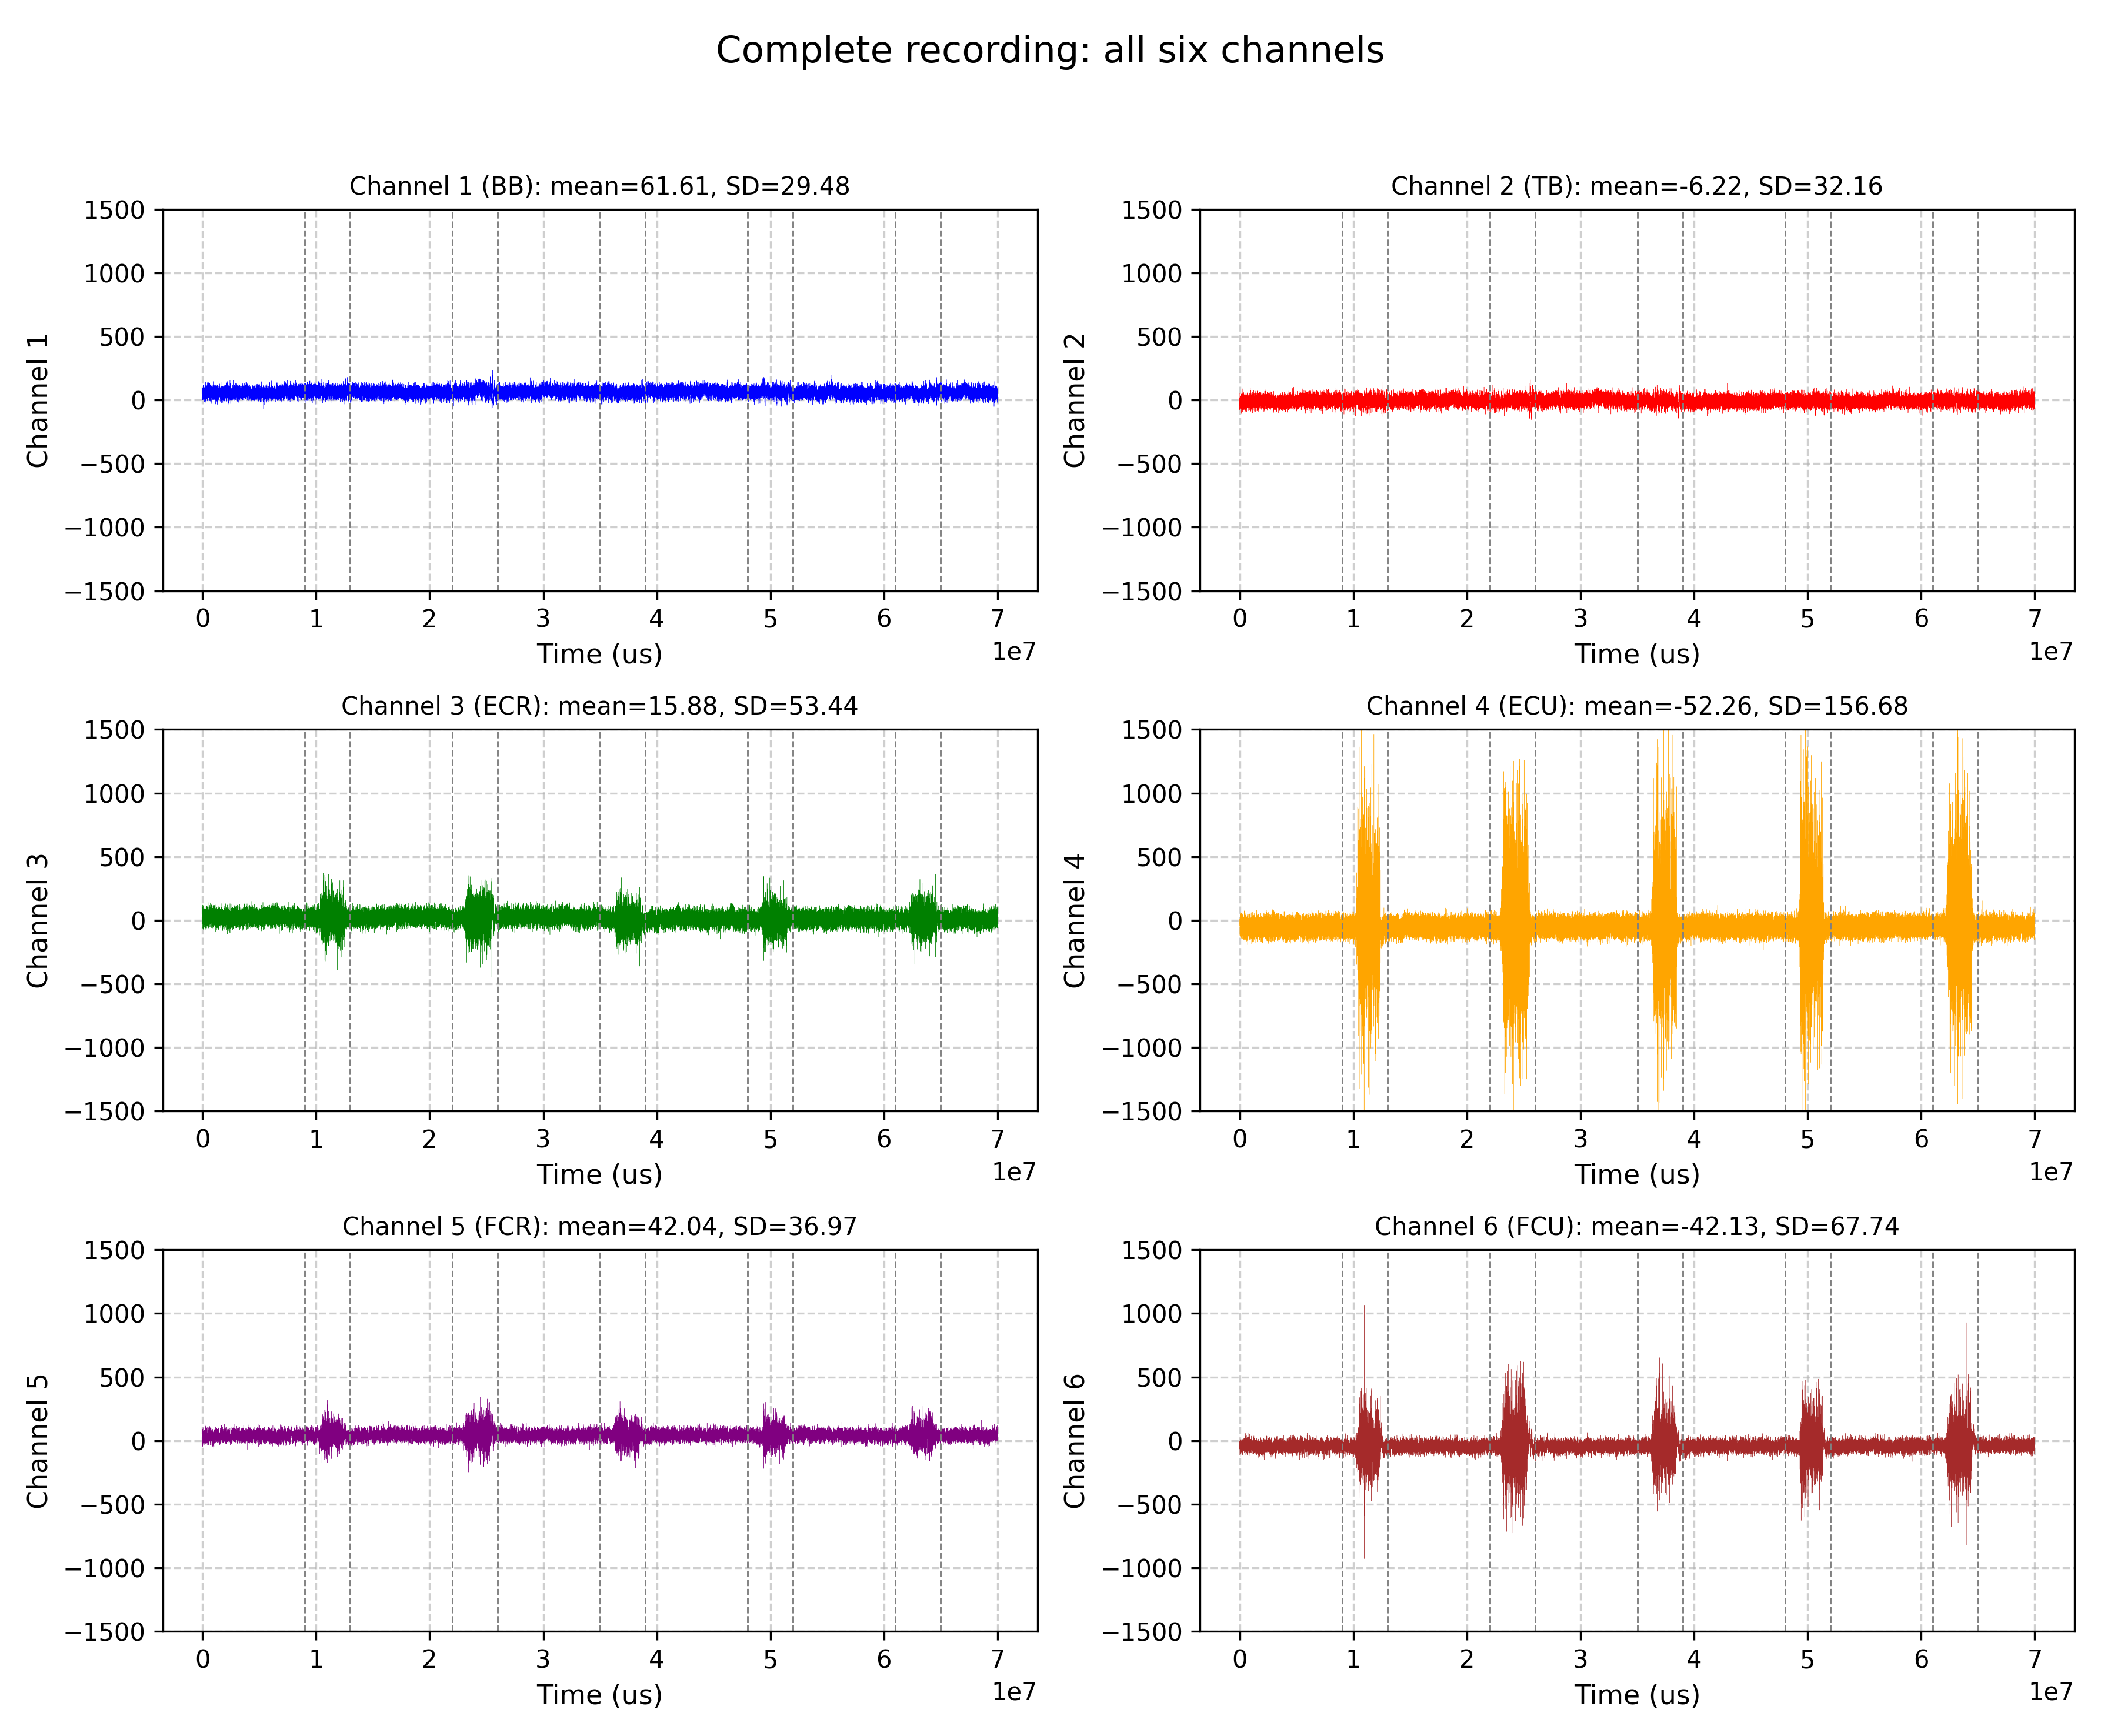 Complete recording: all six channels
Channel 1 (BB): mean=61.61, SD=29.48
1500
1000
500
0
−500
−1000
−1500
Channel 1
0 1 2 3 4 5 6 7
Time (us)
1e7
Channel 2 (TB): mean=-6.22, SD=32.16
1500
1000
500
0
−500
−1000
−1500
Channel 2
0 1 2 3 4 5 6 7
Time (us)
1e7
Channel 3 (ECR): mean=15.88, SD=53.44
1500
1000
500
0
−500
−1000
−1500
Channel 3
0 1 2 3 4 5 6 7
Time (us)
1e7
Channel 4 (ECU): mean=-52.26, SD=156.68
1500
1000
500
0
−500
−1000
−1500
Channel 4
0 1 2 3 4 5 6 7
Time (us)
1e7
Channel 5 (FCR): mean=42.04, SD=36.97
1500
1000
500
0
−500
−1000
−1500
Channel 5
0 1 2 3 4 5 6 7
Time (us)
1e7
Channel 6 (FCU): mean=-42.13, SD=67.74
1500
1000
500
0
−500
−1000
−1500
Channel 6
0 1 2 3 4 5 6 7
Time (us)
1e7